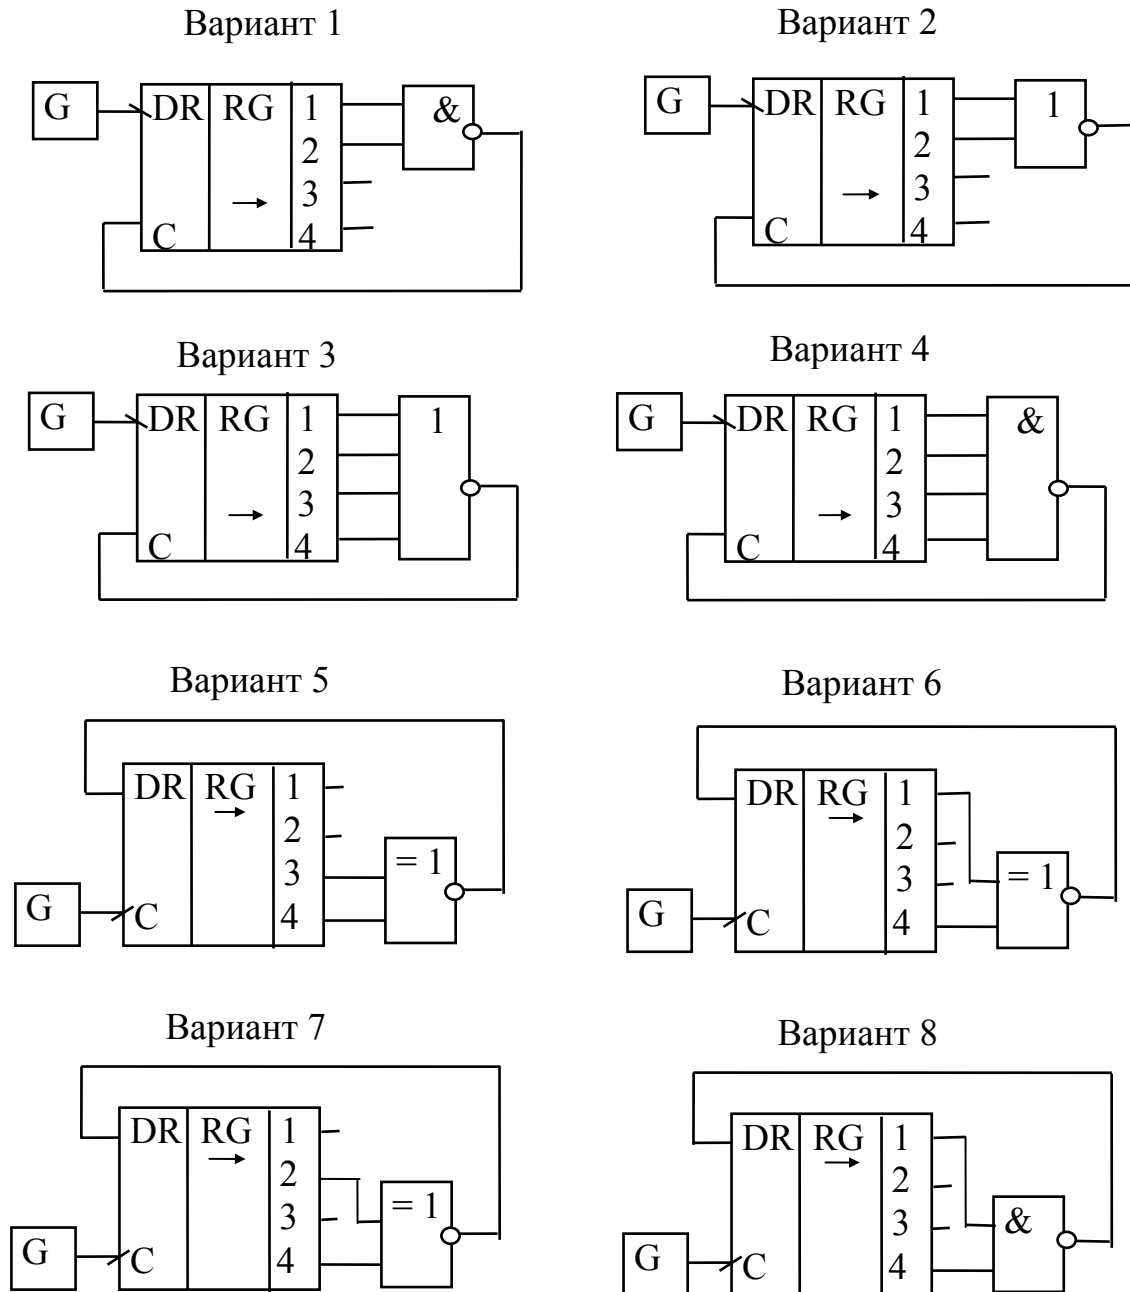 Вариант 1
G DR RG 1 &
2
3
C 4
Вариант 2
G DR RG 1 1
2
3
C 4
Вариант 3
G DR RG 1 1
2
3
C 4
Вариант 4
G DR RG 1 &
2
3
C 4
Вариант 5
DR RG 1
2
3 = 1
G C 4
Вариант 6
DR RG 1
2
3 = 1
G C 4
Вариант 7
DR RG 1
2
3 = 1
G C 4
Вариант 8
DR RG 1
2
3 &
G C 4